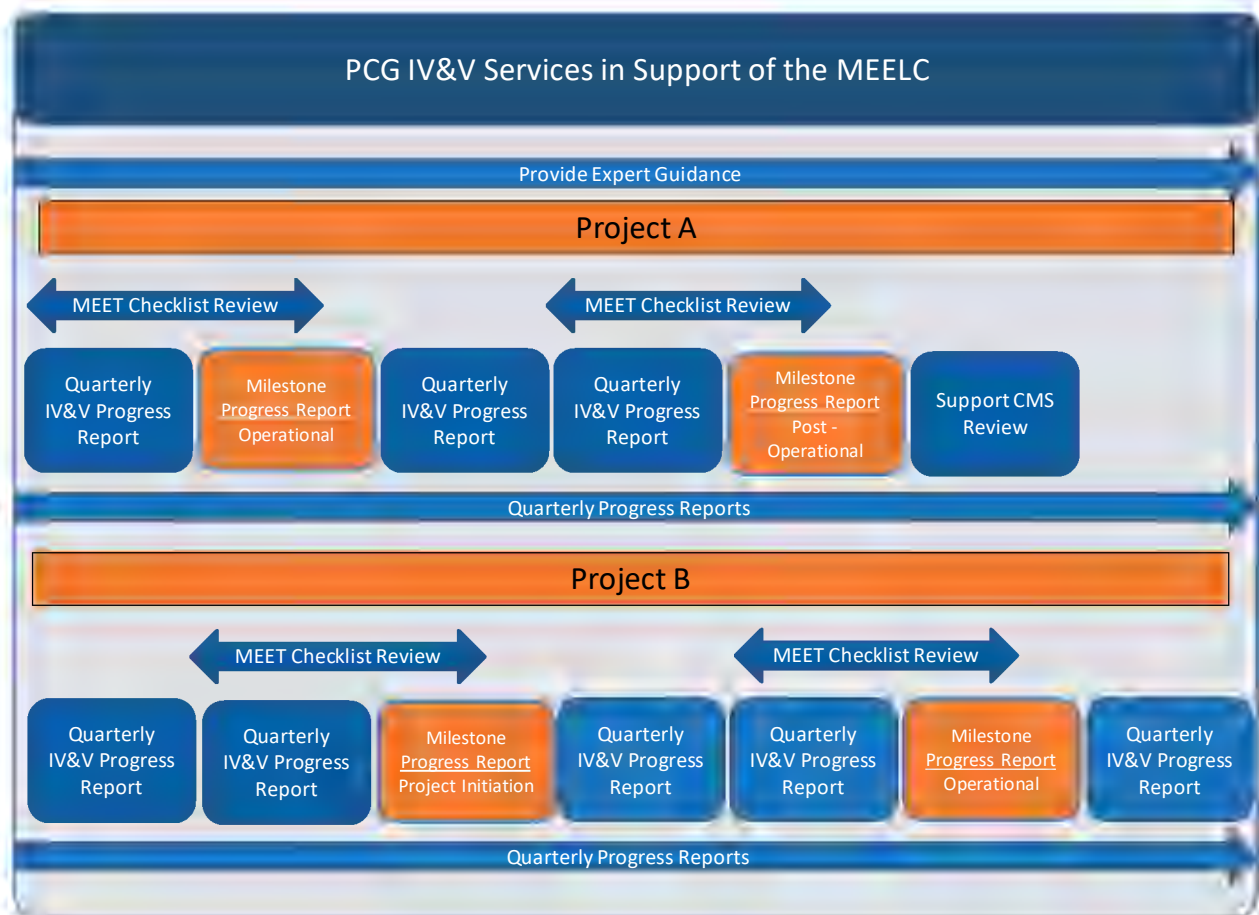 PCG IV&V Services in Support of the MEELC
Provide Expert Guidance
Project A
MEET Checklist Review
MEET Checklist Review
Quarterly
IV&V Progress
Report
Milestone
Progress Report
Operational
Quarterly
IV&V Progress
Report
Quarterly
IV&V Progress
Report
Milestone
Progress Report
Post -
Operational
Support CMS
Review
Quarterly Progress Reports
Project B
MEET Checklist Review
MEET Checklist Review
Quarterly
IV&V Progress
Report
Quarterly
IV&V Progress
Report
Milestone
Progress Report
Project Initiation
Quarterly
IV&V Progress
Report
Quarterly
IV&V Progress
Report
Milestone
Progress Report
Operational
Quarterly
IV&V Progress
Report
Quarterly Progress Reports